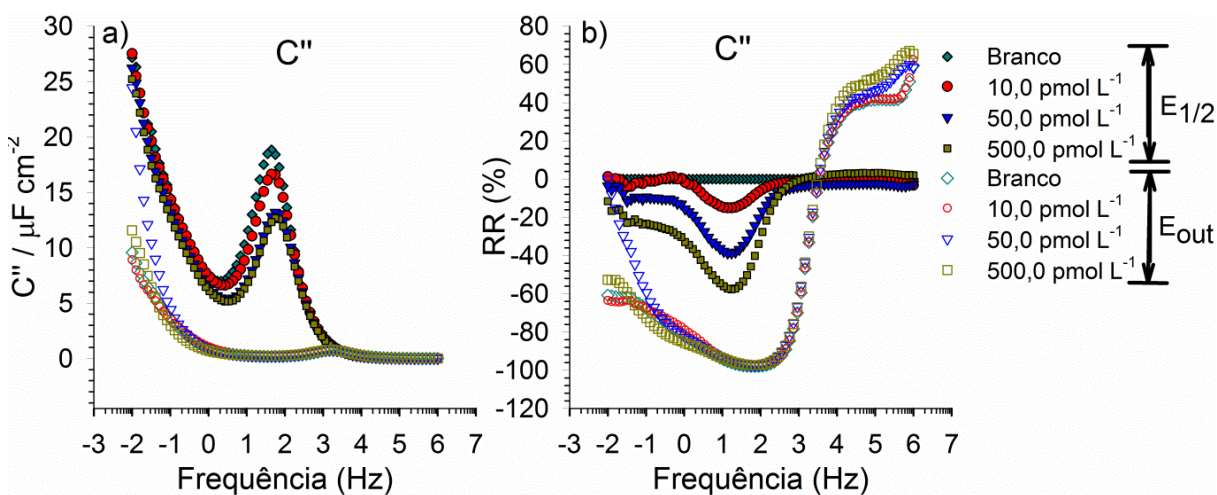 a)
C''
C'' / µF cm⁻²
30
25
20
15
10
5
0
-3 -2 -1 0 1 2 3 4 5 6 7
Frequência (Hz)
b)
C''
RR (%)
80
60
40
20
0
-20
-40
-60
-80
-100
-120
-3 -2 -1 0 1 2 3 4 5 6 7
Frequência (Hz)
Branco
10,0 pmol L⁻¹
50,0 pmol L⁻¹
500,0 pmol L⁻¹
Branco
10,0 pmol L⁻¹
50,0 pmol L⁻¹
500,0 pmol L⁻¹
E1/2
Eout